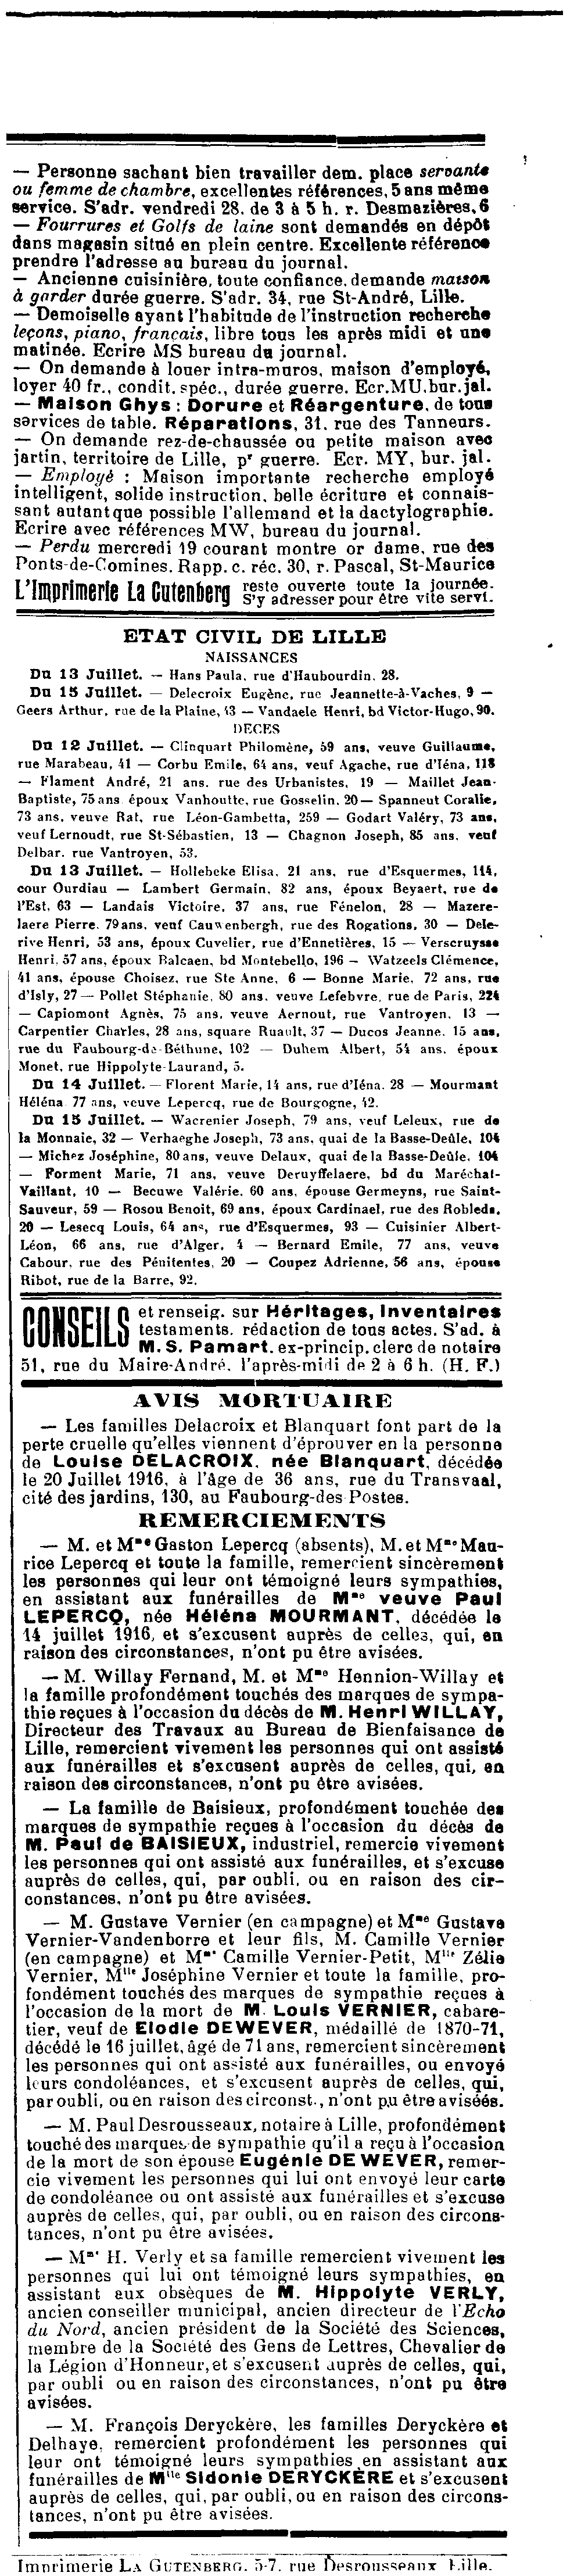 — Personne sachant bien travailler dem. place servante
ou femme de chambre, excellentes références, 5 ans même
service. S'adr. vendredi 28. de 3 à 5 h. r. Desmazières, 6
— Fourrures et Golfs de laine sont demandés en dépôt
dans magasin situé en plein centre. Excellente référence
prendre l'adresse au bureau du journal.
— Ancienne cuisinière, toute confiance, demande maison
à garder durée guerre. S'adr. 34, rue St-André, Lille.
— Demoiselle ayant l'habitude de l'instruction recherche
leçons, piano, français, libre tous les après midi et une
matinée. Ecrire MS bureau du journal.
— On demande à louer intra-muros, maison d'employé,
loyer 40 fr., condit. spéc., durée guerre. Ecr. MU. bur. jal.
— Maison Ghys : Dorure et Réargenture, de tous
services de table. Réparations, 31, rue des Tanneurs.
— On demande rez-de-chaussée ou petite maison avec
jartin, territoire de Lille, pr guerre. Ecr. MY, bur. jal.
— Employé : Maison importante recherche employé
intelligent, solide instruction, belle écriture et connais-
sant autant que possible l'allemand et la dactylographie.
Ecrire avec références MW, bureau du journal.
— Perdu mercredi 19 courant montre or dame, rue des
Ponts-de-Comines. Rapp. c. réc. 30, r. Pascal, St-Maurice
L'Imprimerie La Gutenberg reste ouverte toute la journée.
S'y adresser pour être vite servi.
ETAT CIVIL DE LILLE
NAISSANCES
Du 13 Juillet. — Hans Paula, rue d'Haubourdin, 28.
Du 15 Juillet. — Delecroix Eugène, rue Jeannette-à-Vaches, 9 —
Geers Arthur, rue de la Plaine, 43 — Vandaele Henri, bd Victor-Hugo, 90.
DECES
Du 12 Juillet. — Clinquart Philomène, 59 ans, veuve Guillaume,
rue Marabeau, 41 — Corbu Emile, 64 ans, veuf Agache, rue d'Iéna, 118
— Flament André, 21 ans. rue des Urbanistes, 19 — Maillet Jean-
Baptiste, 75 ans époux Vanhoutte, rue Gosselin, 20 — Spanneut Coralie,
73 ans, veuve Rat, rue Léon-Gambetta, 259 — Godart Valéry, 73 ans,
veuf Lernoudt, rue St-Sébastien, 13 — Chagnon Joseph, 85 ans, veuf
Delbar. rue Vantroyen, 53.
Du 13 Juillet. — Hollebeke Elisa, 21 ans, rue d'Esquermes, 114,
cour Ourdiau — Lambert Germain, 82 ans, époux Beyaert, rue de
l'Est, 63 — Landais Victoire, 37 ans, rue Fénelon, 28 — Mazere-
laere Pierre, 79 ans, veuf Cauwenbergh, rue des Rogations, 30 — Dele-
rive Henri, 53 ans, époux Cuvelier, rue d'Ennetières, 15 — Verscruysse
Henri, 57 ans, époux Balcaen, bd Montebello, 196 — Watzeels Clémence,
41 ans, épouse Choisez, rue Ste Anne, 6 — Bonne Marie, 72 ans, rue
d'Isly, 27 — Pollet Stéphanie, 80 ans, veuve Lefebvre, rue de Paris, 224
— Capiomont Agnès, 75 ans, veuve Aernout, rue Vantroyen, 13 —
Carpentier Charles, 28 ans, square Ruault, 37 — Ducos Jeanne, 15 ans,
rue du Faubourg-de-Béthune, 102 — Duhem Albert, 54 ans, époux
Monet, rue Hippolyte-Laurand, 5.
Du 14 Juillet. — Florent Marie, 14 ans, rue d'Iéna, 28 — Mourmant
Héléna 77 ans, veuve Lepercq, rue de Bourgogne, 42.
Du 15 Juillet. — Wacrenier Joseph, 79 ans, veuf Leleux, rue de
la Monnaie, 32 — Verhaeghe Joseph, 73 ans, quai de la Basse-Deûle, 104
— Michez Joséphine, 80 ans, veuve Delaux, quai de la Basse-Deûle, 104
— Forment Marie, 71 ans, veuve Deruyffelaere, bd du Maréchal-
Vaillant, 10 — Becuwe Valérie, 60 ans, épouse Germeyns, rue Saint-
Sauveur, 59 — Rosou Benoit, 69 ans, époux Cardinael, rue des Robleds,
20 — Lesecq Louis, 64 ans, rue d'Esquermes, 93 — Cuisinier Albert-
Léon, 66 ans, rue d'Alger, 4 — Bernard Emile, 77 ans, veuve
Cabour, rue des Pénitentes, 20 — Coupez Adrienne, 56 ans, épouse
Ribot, rue de la Barre, 92.
CONSEILS et renseig. sur Héritages, Inventaires
testaments, rédaction de tous actes. S'ad. à
M. S. Pamart, ex-princip. clerc de notaire
51, rue du Maire-André, l'après-midi de 2 à 6 h. (H. F.)
AVIS MORTUAIRE
— Les familles Delacroix et Blanquart font part de la
perte cruelle qu'elles viennent d'éprouver en la personne
de Louise DELACROIX, née Blanquart, décédée
le 20 Juillet 1916, à l'âge de 36 ans, rue du Transvaal,
cité des jardins, 130, au Faubourg-des-Postes.
REMERCIEMENTS
— M. et Mme Gaston Lepercq (absents), M. et Mme Mau-
rice Lepercq et toute la famille, remercient sincèrement
les personnes qui leur ont témoigné leurs sympathies,
en assistant aux funérailles de Mme veuve Paul
LEPERCQ, née Héléna MOURMANT, décédée le
14 juillet 1916, et s'excusent auprès de celles, qui, en
raison des circonstances, n'ont pu être avisées.
— M. Willay Fernand, M. et Mme Hennion-Willay et
la famille profondément touchés des marques de sympa-
thie reçues à l'occasion du décès de M. Henri WILLAY,
Directeur des Travaux au Bureau de Bienfaisance de
Lille, remercient vivement les personnes qui ont assisté
aux funérailles et s'excusent auprès de celles, qui, en
raison des circonstances, n'ont pu être avisées.
— La famille de Baisieux, profondément touchée des
marques de sympathie reçues à l'occasion du décès de
M. Paul de BAISIEUX, industriel, remercie vivement
les personnes qui ont assisté aux funérailles, et s'excuse
auprès de celles, qui, par oubli, ou en raison des cir-
constances, n'ont pu être avisées.
— M. Gustave Vernier (en campagne) et Mme Gustave
Vernier-Vandenborre et leur fils, M. Camille Vernier
(en campagne) et Mme Camille Vernier-Petit, Mlle Zélie
Vernier, Mlle Joséphine Vernier et toute la famille, pro-
fondément touchés des marques de sympathie reçues à
l'occasion de la mort de M. Louis VERNIER, cabare-
tier, veuf de Elodie DEWEVER, médaillé de 1870-71,
décédé le 16 juillet, âgé de 71 ans, remercient sincèrement
les personnes qui ont assisté aux funérailles, ou envoyé
leurs condoléances, et s'excusent auprès de celles, qui,
par oubli, ou en raison des circonst., n'ont pu être aviséés.
— M. Paul Desrousseaux, notaire à Lille, profondément
touché des marques de sympathie qu'il a reçu à l'occasion
de la mort de son épouse Eugénie DE WEVER, remer-
cie vivement les personnes qui lui ont envoyé leur carte
de condoléance ou ont assisté aux funérailles et s'excuse
auprès de celles, qui, par oubli, ou en raison des circons-
tances, n'ont pu être avisées.
— Mme H. Verly et sa famille remercient vivement les
personnes qui lui ont témoigné leurs sympathies, en
assistant aux obsèques de M. Hippolyte VERLY,
ancien conseiller municipal, ancien directeur de l'Echo
du Nord, ancien président de la Société des Sciences,
membre de la Société des Gens de Lettres, Chevalier de
la Légion d'Honneur, et s'excusent auprès de celles, qui,
par oubli ou en raison des circonstances, n'ont pu être
avisées.
— M. François Deryckère, les familles Deryckère et
Delhaye, remercient profondément les personnes qui
leur ont témoigné leurs sympathies en assistant aux
funérailles de Mlle Sidonie DERYCKÈRE et s'excusent
auprès de celles, qui, par oubli, ou en raison des circons-
tances, n'ont pu être avisées.
Imprimerie LA GUTENBERG, 5-7, rue Desrousseaux Lille.